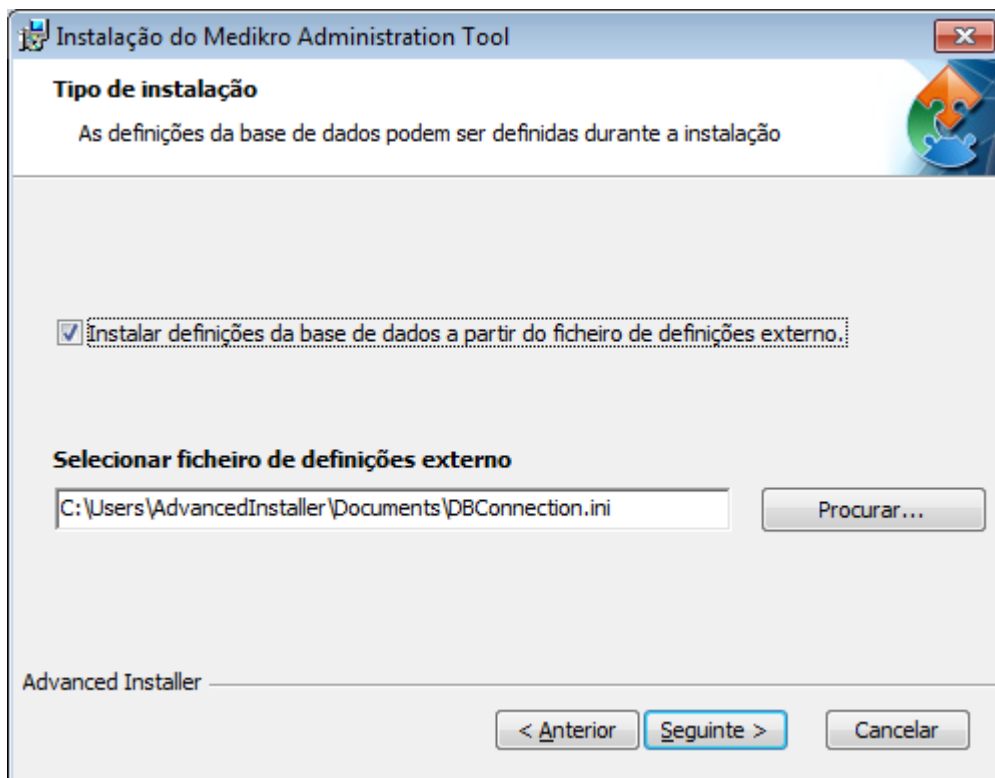 Instalação do Medikro Administration Tool
Tipo de instalação
As definições da base de dados podem ser definidas durante a instalação
Instalar definições da base de dados a partir do ficheiro de definições externo.
Selecionar ficheiro de definições externo
C:\Users\AdvancedInstaller\Documents\DBConnection.ini
Procurar...
Advanced Installer
< Anterior
Seguinte >
Cancelar